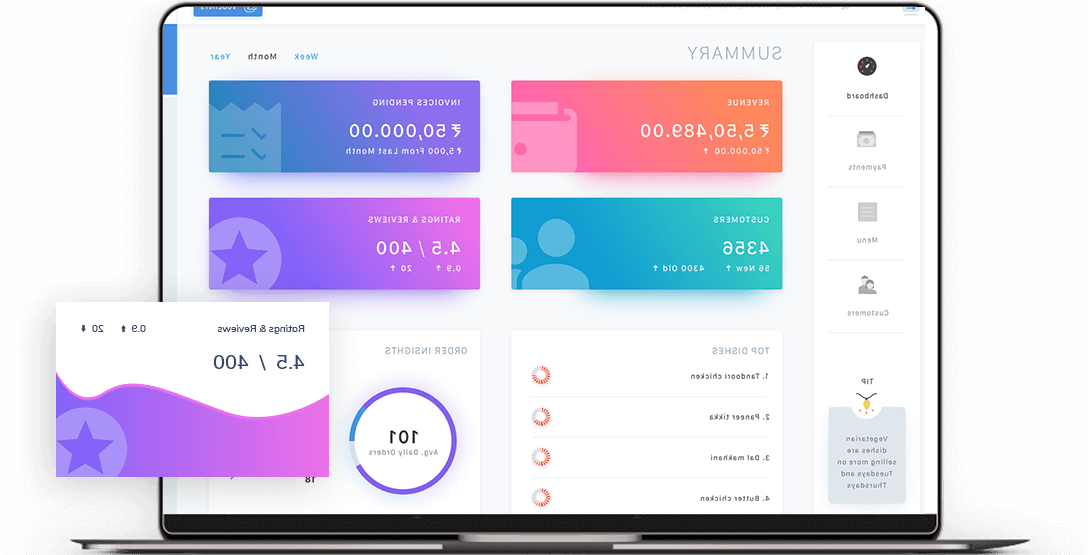 Vouchers
SUMMARY
Week Month Year
Dashboard
Payments
Menu
Customers
REVENUE
₹ 5,50,489.00
₹ 50,000.00 ↑
INVOICES PENDING
₹ 50,000.00
₹ 5,000 From Last Month
CUSTOMERS
4356
56 New ↑ 4300 Old ↑
RATINGS & REVIEWS
4.5 / 400
0.9 ↑ 20 ↑
TOP DISHES
1. Tandoori chicken
2. Paneer tikka
3. Dal makhani
4. Butter chicken
ORDER INSIGHTS
101
Avg. Daily Orders
18
TIP
Vegetarian
dishes are
selling more on
Tuesdays and
Thursdays
Ratings & Reviews 0.9 ⬆ 20 ⬇
4.5 / 400